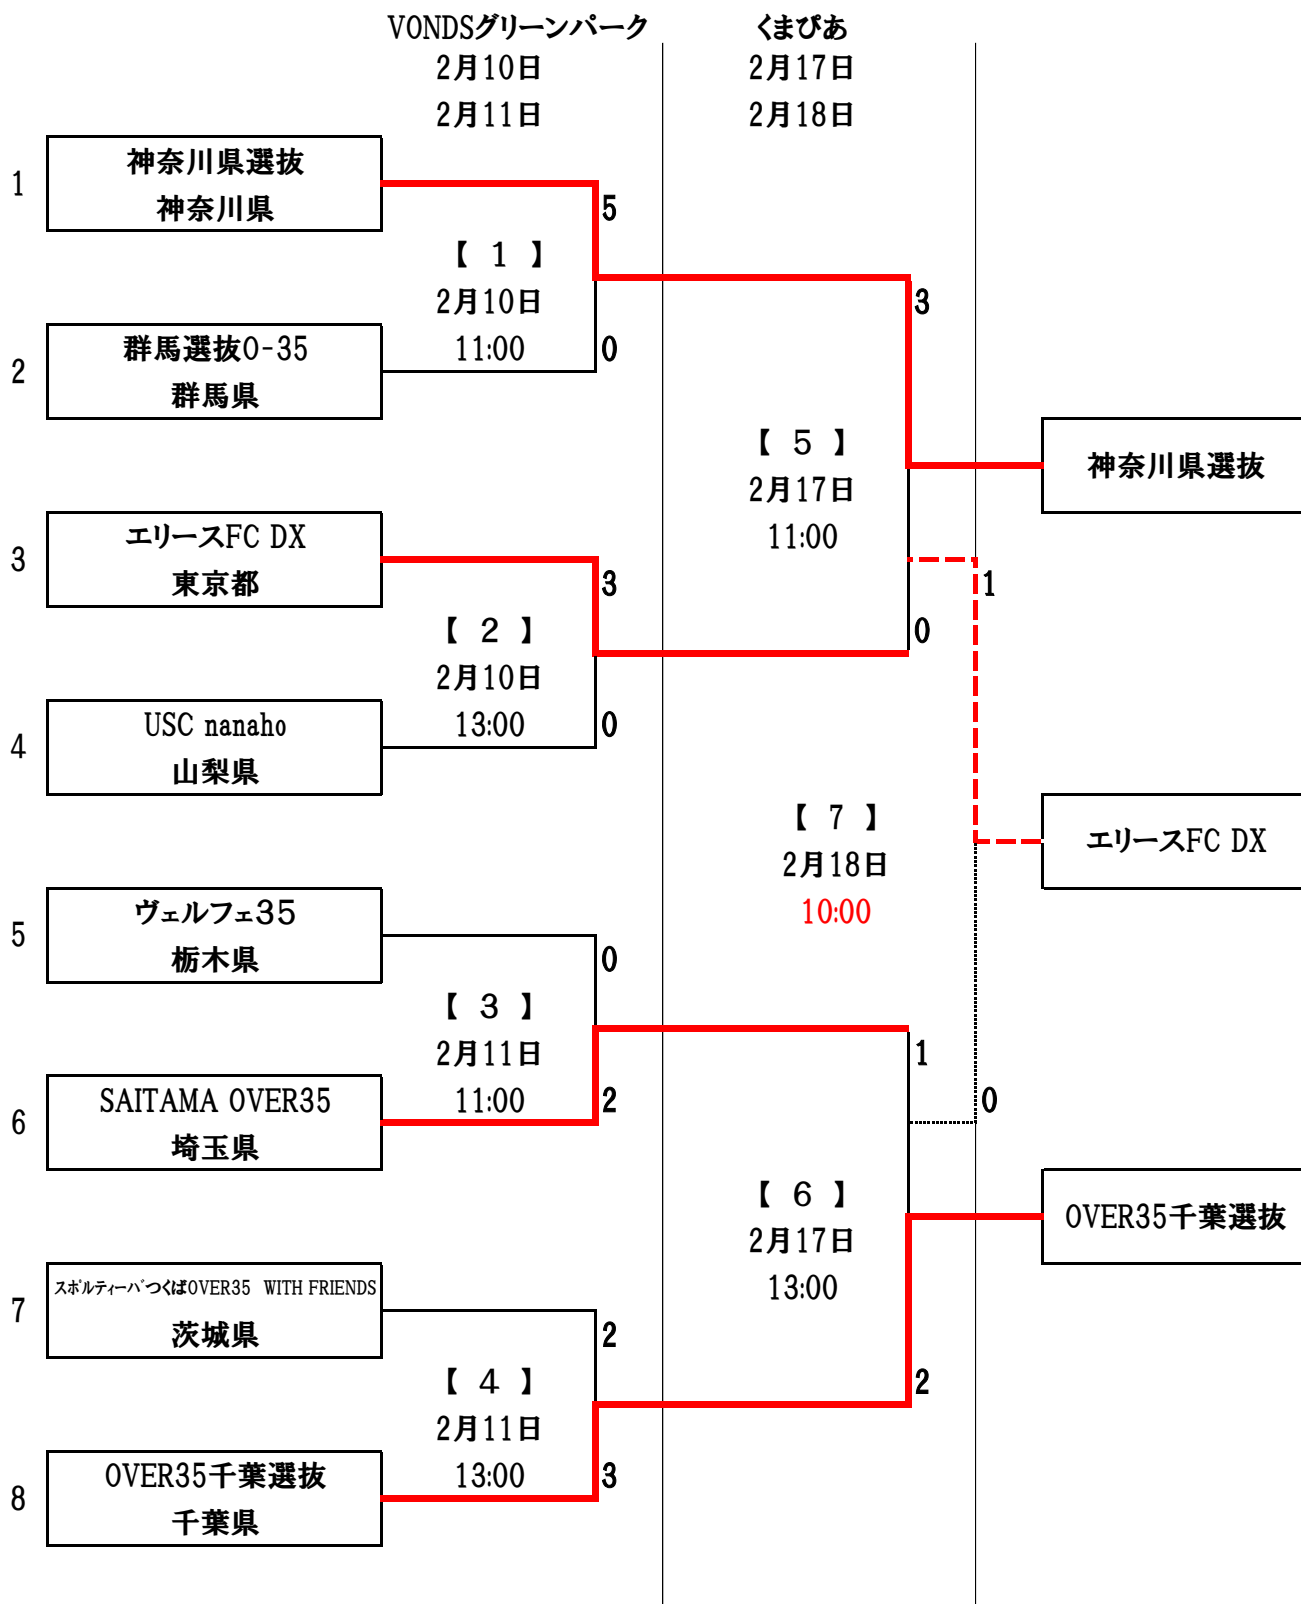 VONDSグリーンパーク
くまぴあ
2月10日
2月17日
2月11日
2月18日
1
神奈川県選抜
神奈川県
5
【 1 】
2月10日
11:00
0
2
群馬選抜O-35
群馬県
3
エリースFC DX
東京都
3
【 2 】
2月10日
13:00
0
4
USC nanaho
山梨県
5
ヴェルフェ35
栃木県
0
【 3 】
2月11日
11:00
2
6
SAITAMA OVER35
埼玉県
7
スポルティーバつくばOVER35 WITH FRIENDS
茨城県
2
【 4 】
2月11日
13:00
3
8
OVER35千葉選抜
千葉県
3
【 5 】
2月17日
11:00
0
1
【 7 】
2月18日
10:00
0
1
【 6 】
2月17日
13:00
2
神奈川県選抜
エリースFC DX
OVER35千葉選抜